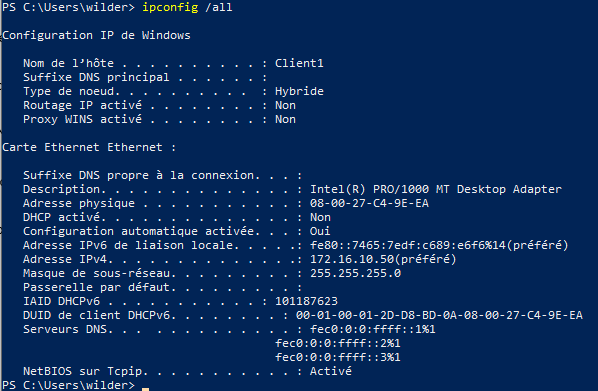 PS C:\Users\wilder> ipconfig /all
Configuration IP de Windows
Nom de l'hôte . . . . . . . . . . : Client1
Suffixe DNS principal . . . . . . :
Type de noeud. . . . . . . . . . : Hybride
Routage IP activé . . . . . . . . : Non
Proxy WINS activé . . . . . . . . : Non
Carte Ethernet Ethernet :
Suffixe DNS propre à la connexion. . . :
Description. . . . . . . . . . . . . . : Intel(R) PRO/1000 MT Desktop Adapter
Adresse physique . . . . . . . . . . . : 08-00-27-C4-9E-EA
DHCP activé. . . . . . . . . . . . . . : Non
Configuration automatique activée. . . : Oui
Adresse IPv6 de liaison locale. . . . .: fe80::7465:7edf:c689:e6f6%14(préféré)
Adresse IPv4. . . . . . . . . . . . . .: 172.16.10.50(préféré)
Masque de sous-réseau. . . . . . . . . : 255.255.255.0
Passerelle par défaut. . . . . . . . . :
IAID DHCPv6 . . . . . . . . . . . : 101187623
DUID de client DHCPv6. . . . . . . . : 00-01-00-01-2D-D8-BD-0A-08-00-27-C4-9E-EA
Serveurs DNS. . . . . . . . . . . . . : fec0:0:0:ffff::1%1
fec0:0:0:ffff::2%1
fec0:0:0:ffff::3%1
NetBIOS sur Tcpip. . . . . . . . . . . : Activé
PS C:\Users\wilder>